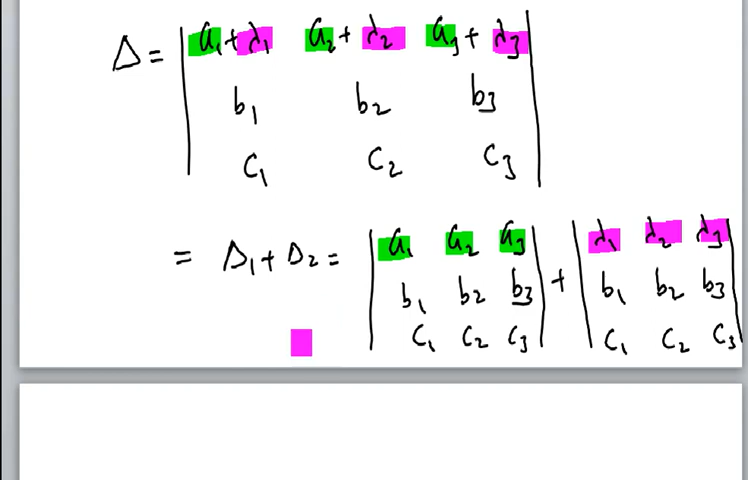 Δ = | a₁+λ₁ a₂+λ₂ a₃+λ₃ |
b₁ b₂ b₃
c₁ c₂ c₃
= Δ₁ + Δ₂ = | a₁ a₂ a₃ | + | λ₁ λ₂ λ₃ |
b₁ b₂ b₃ b₁ b₂ b₃
c₁ c₂ c₃ c₁ c₂ c₃